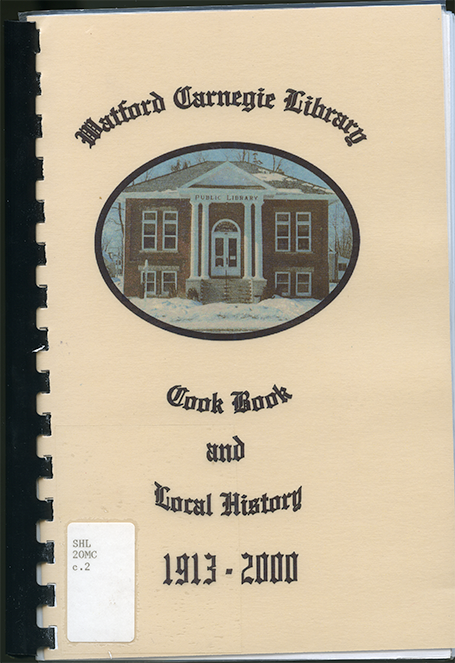 Watford Carnegie Library
PUBLIC LIBRARY
Cook Book
and
Local History
1913 - 2000
SHL
20MC
c.2